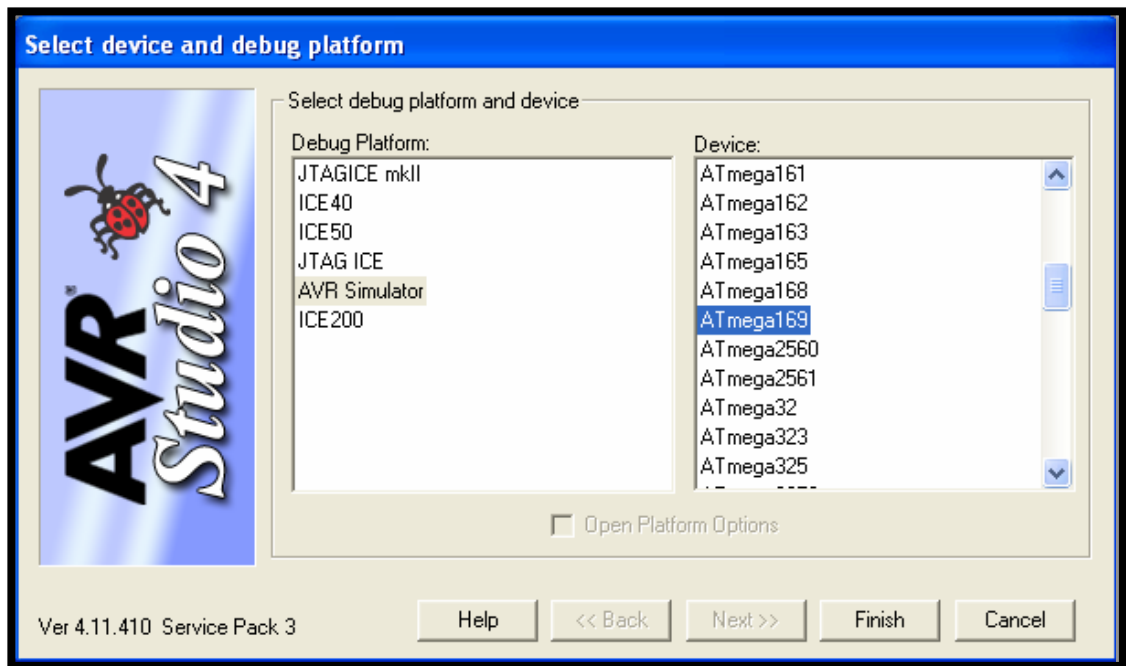 Select device and debug platform
AVR®
Studio 4
Select debug platform and device
Debug Platform:
JTAGICE mkII
ICE40
ICE50
JTAG ICE
AVR Simulator
ICE200
Device:
ATmega161
ATmega162
ATmega163
ATmega165
ATmega168
ATmega169
ATmega2560
ATmega2561
ATmega32
ATmega323
ATmega325
Open Platform Options
Ver 4.11.410 Service Pack 3
Help
<< Back
Next >>
Finish
Cancel